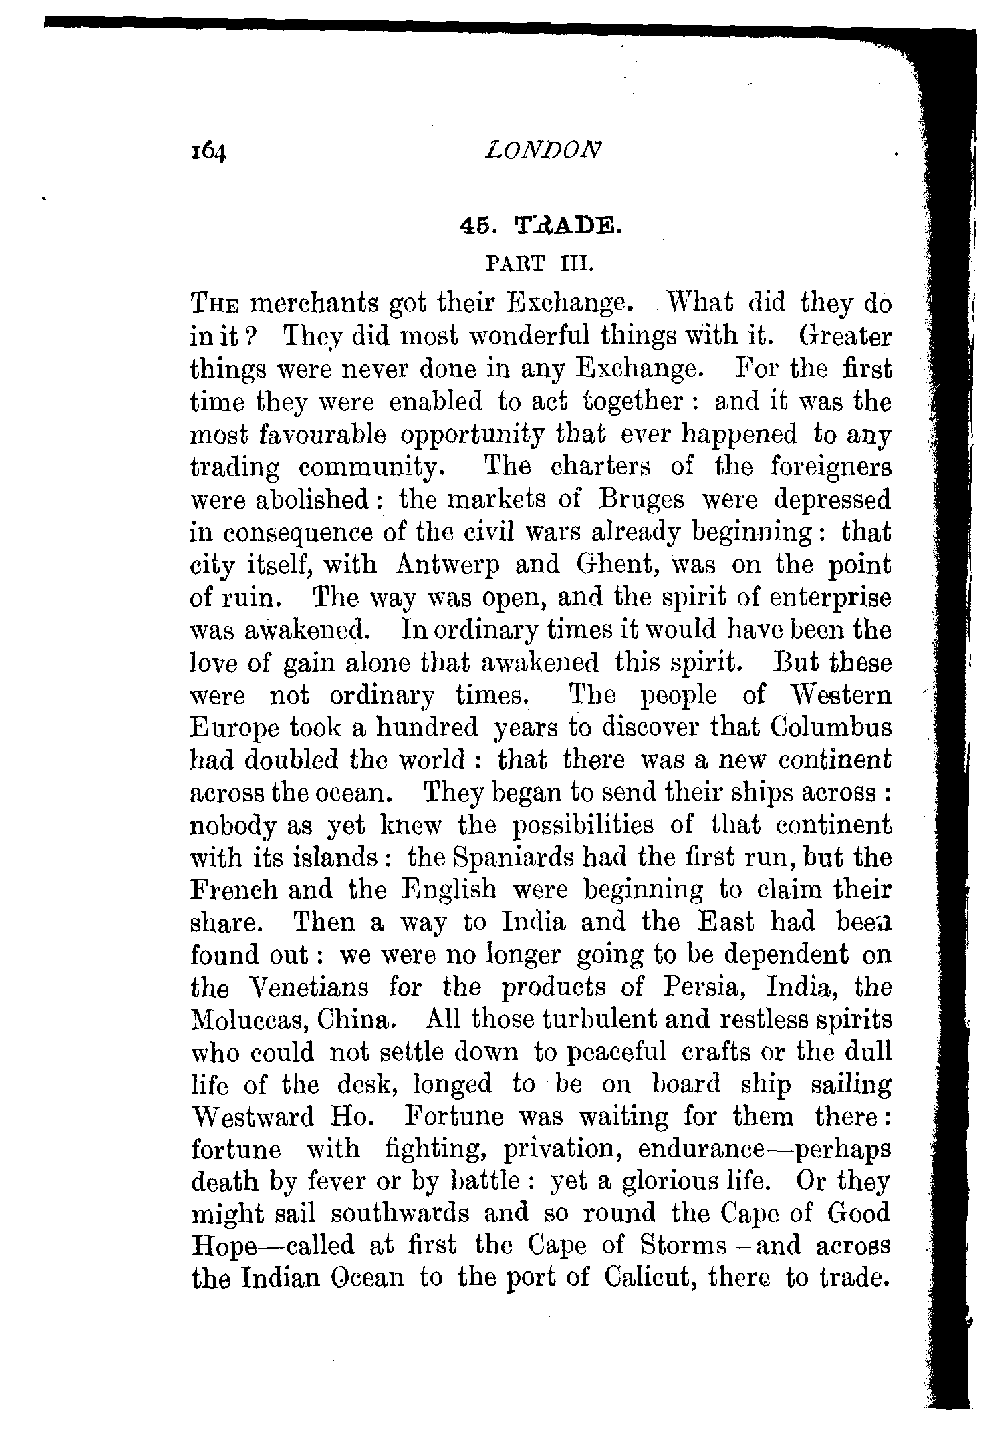 164 LONDON
45. TRADE.
PART III.
THE merchants got their Exchange. What did they do
in it? They did most wonderful things with it. Greater
things were never done in any Exchange. For the first
time they were enabled to act together: and it was the
most favourable opportunity that ever happened to any
trading community. The charters of the foreigners
were abolished: the markets of Bruges were depressed
in consequence of the civil wars already beginning: that
city itself, with Antwerp and Ghent, was on the point
of ruin. The way was open, and the spirit of enterprise
was awakened. In ordinary times it would have been the
love of gain alone that awakened this spirit. But these
were not ordinary times. The people of Western
Europe took a hundred years to discover that Columbus
had doubled the world: that there was a new continent
across the ocean. They began to send their ships across:
nobody as yet knew the possibilities of that continent
with its islands: the Spaniards had the first run, but the
French and the English were beginning to claim their
share. Then a way to India and the East had been
found out: we were no longer going to be dependent on
the Venetians for the products of Persia, India, the
Moluccas, China. All those turbulent and restless spirits
who could not settle down to peaceful crafts or the dull
life of the desk, longed to be on board ship sailing
Westward Ho. Fortune was waiting for them there:
fortune with fighting, privation, endurance—perhaps
death by fever or by battle: yet a glorious life. Or they
might sail southwards and so round the Cape of Good
Hope—called at first the Cape of Storms—and across
the Indian Ocean to the port of Calicut, there to trade.